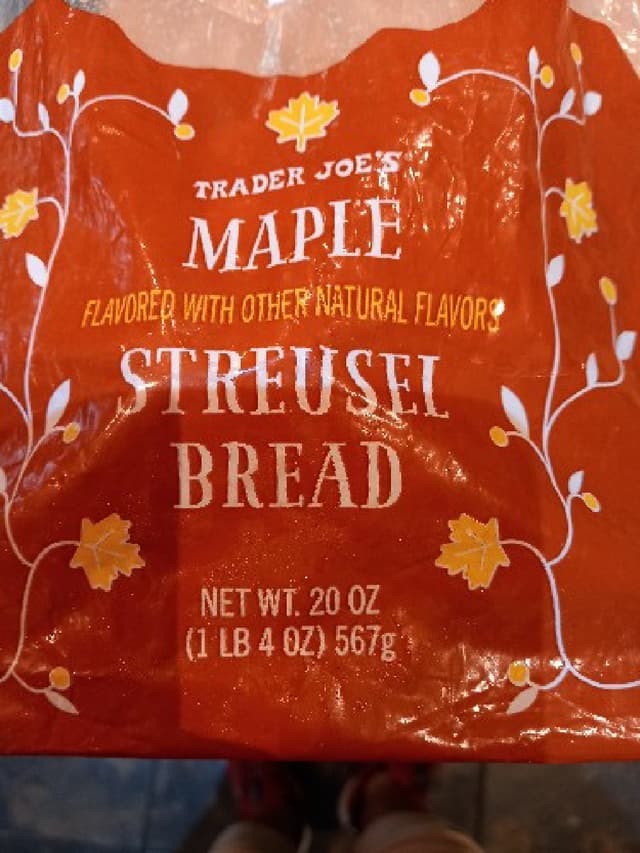 TRADER JOE'S
MAPLE
FLAVORED WITH OTHER NATURAL FLAVORS
STREUSEL
BREAD
NET WT. 20 OZ
(1 LB 4 OZ) 567g